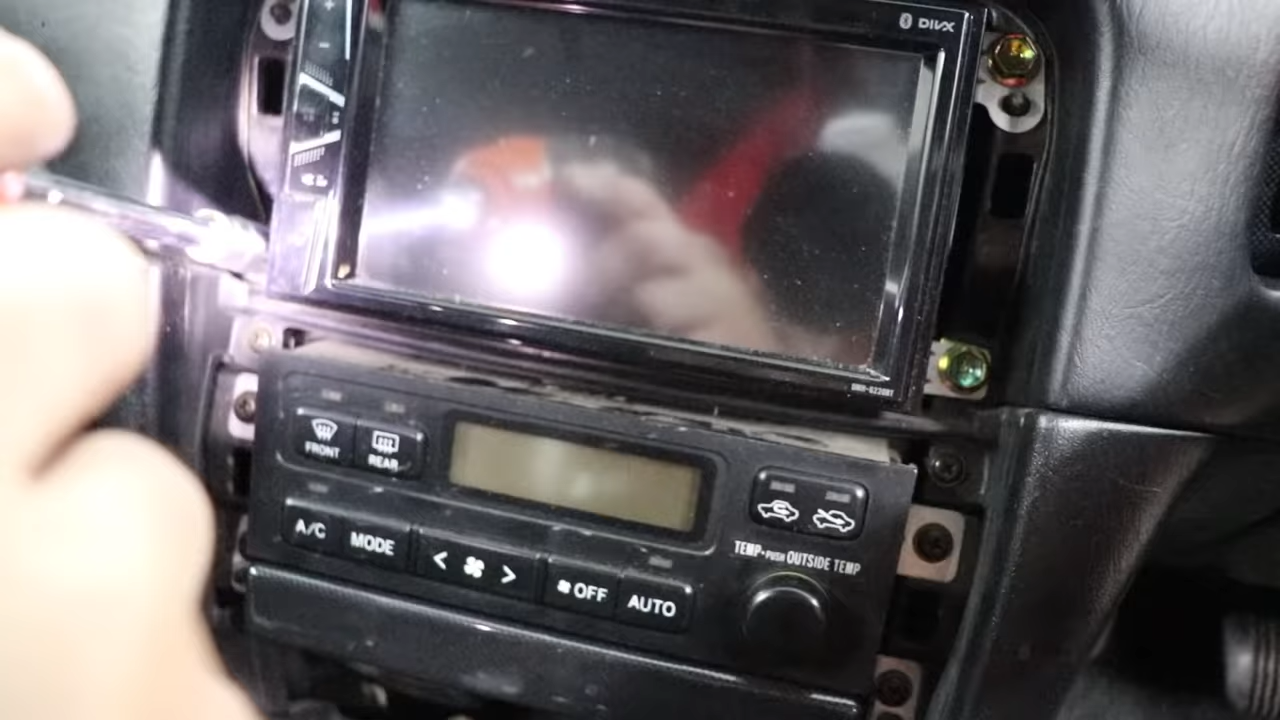 DIVX
FRONT
REAR
A/C
MODE
< >
OFF
AUTO
TEMP-PUSH OUTSIDE TEMP